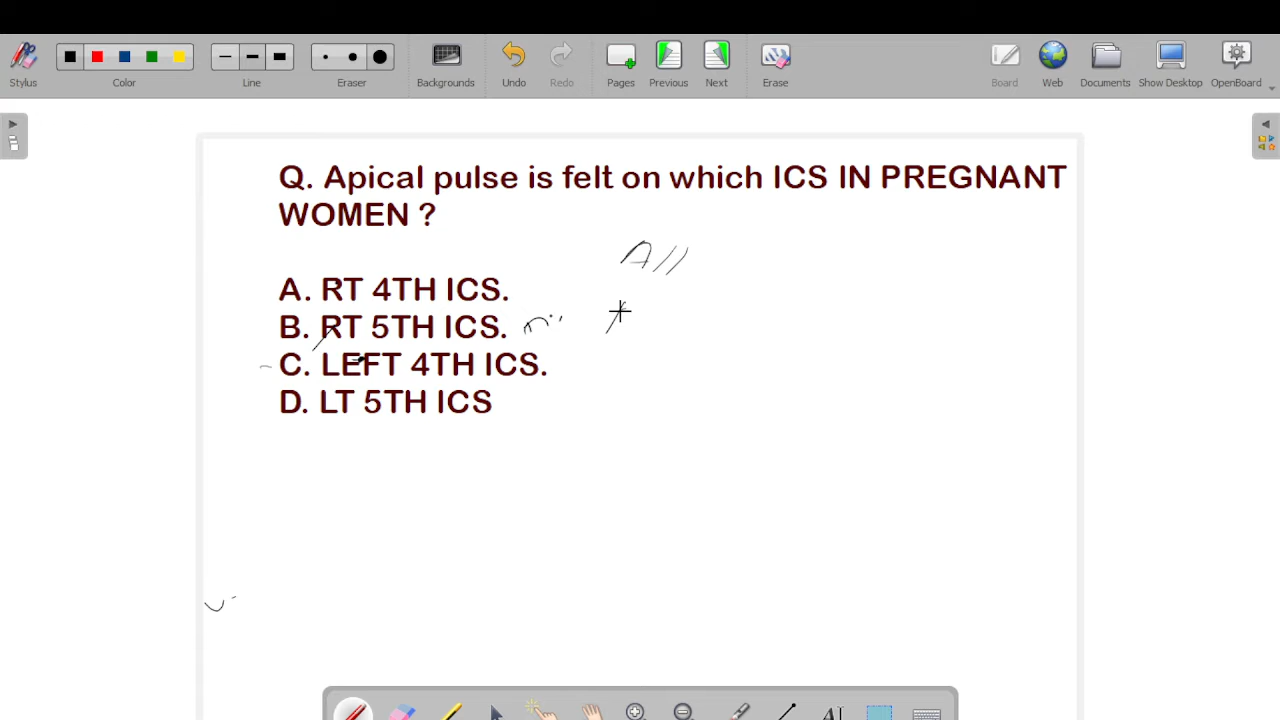 Stylus Color Line Eraser Backgrounds Undo Redo Pages Previous Next Erase Board Web Documents Show Desktop OpenBoard
Q. Apical pulse is felt on which ICS IN PREGNANT
WOMEN ?
All
A. RT 4TH ICS.
B. RT 5TH ICS.
C. LEFT 4TH ICS.
D. LT 5TH ICS